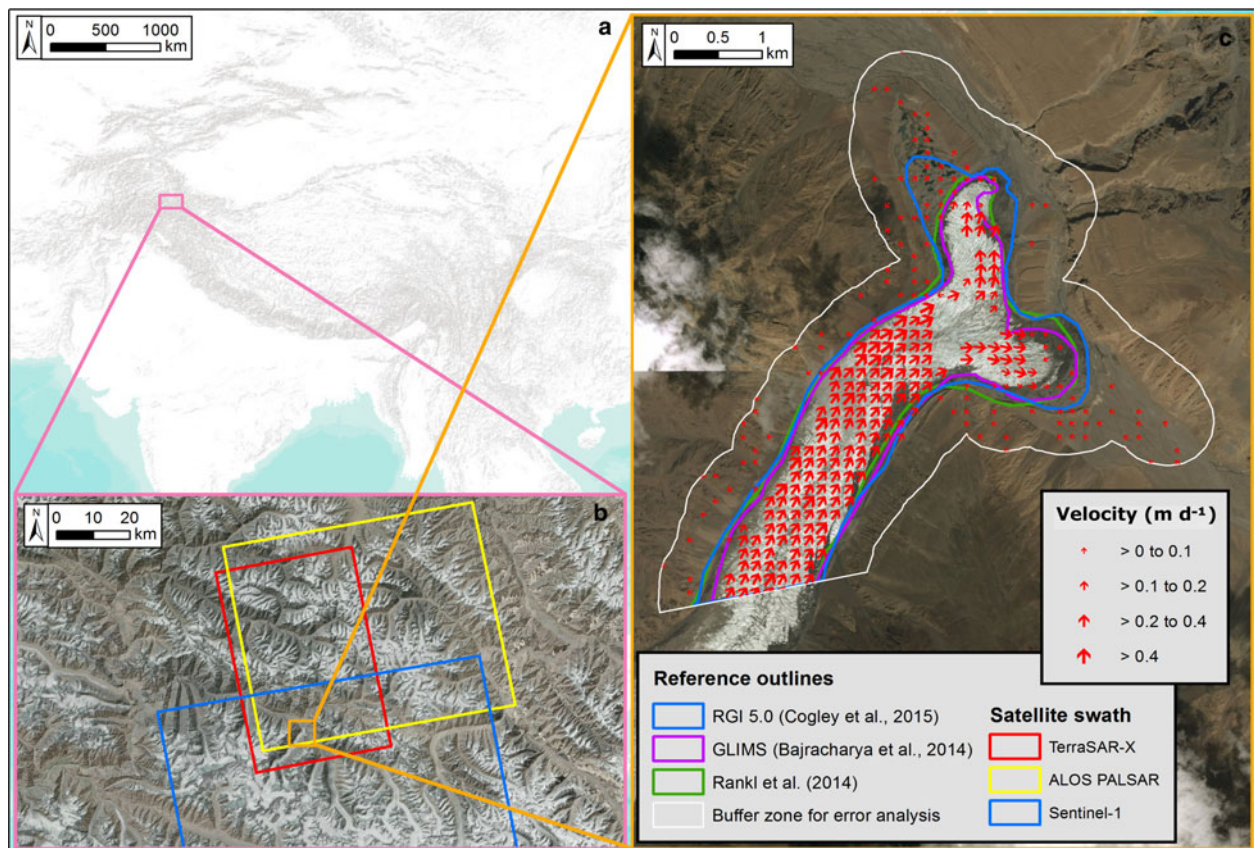 N
0 500 1000
km
a
N
0 0.5 1
km
c
N
0 10 20
km
b
Velocity (m d⁻¹)
> 0 to 0.1
> 0.1 to 0.2
> 0.2 to 0.4
> 0.4
Reference outlines
RGI 5.0 (Cogley et al., 2015)
GLIMS (Bajracharya et al., 2014)
Rankl et al. (2014)
Buffer zone for error analysis
Satellite swath
TerraSAR-X
ALOS PALSAR
Sentinel-1